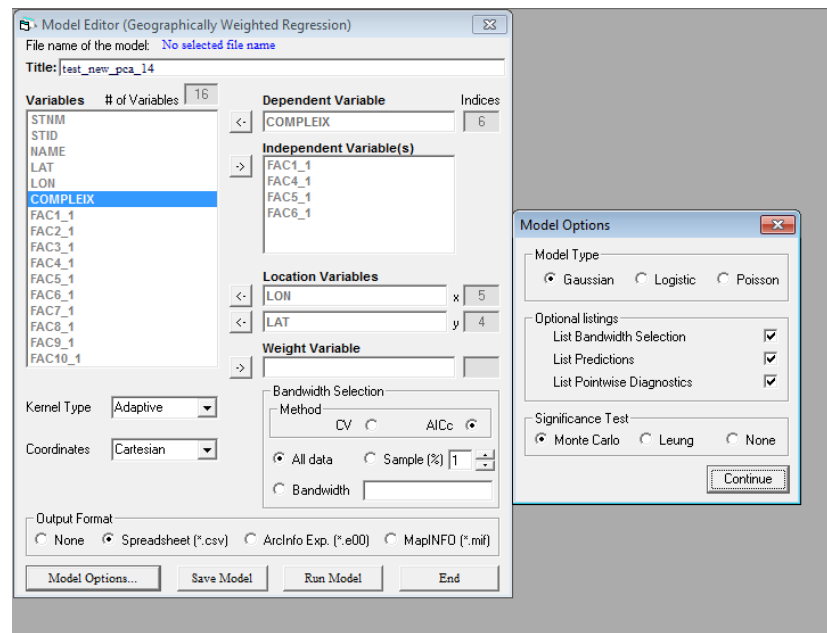 Model Editor (Geographically Weighted Regression)
File name of the model: No selected file name
Title: test_new_pca_14
Variables # of Variables 16
STNM
STID
NAME
LAT
LON
COMPLEIX
FAC1_1
FAC2_1
FAC3_1
FAC4_1
FAC5_1
FAC6_1
FAC7_1
FAC8_1
FAC9_1
FAC10_1
Dependent Variable Indices
<- COMPLEIX 6
Independent Variable(s)
->
FAC1_1
FAC4_1
FAC5_1
FAC6_1
Location Variables
<- LON x 5
<- LAT y 4
Weight Variable
->
Kernel Type Adaptive
Coordinates Cartesian
Bandwidth Selection
Method
CV AICc
All data Sample (%) 1
Bandwidth
Output Format
None Spreadsheet (*.csv) ArcInfo Exp. (*.e00) MapINFO (*.mif)
Model Options... Save Model Run Model End
Model Options
Model Type
Gaussian Logistic Poisson
Optional listings
List Bandwidth Selection
List Predictions
List Pointwise Diagnostics
Significance Test
Monte Carlo Leung None
Continue